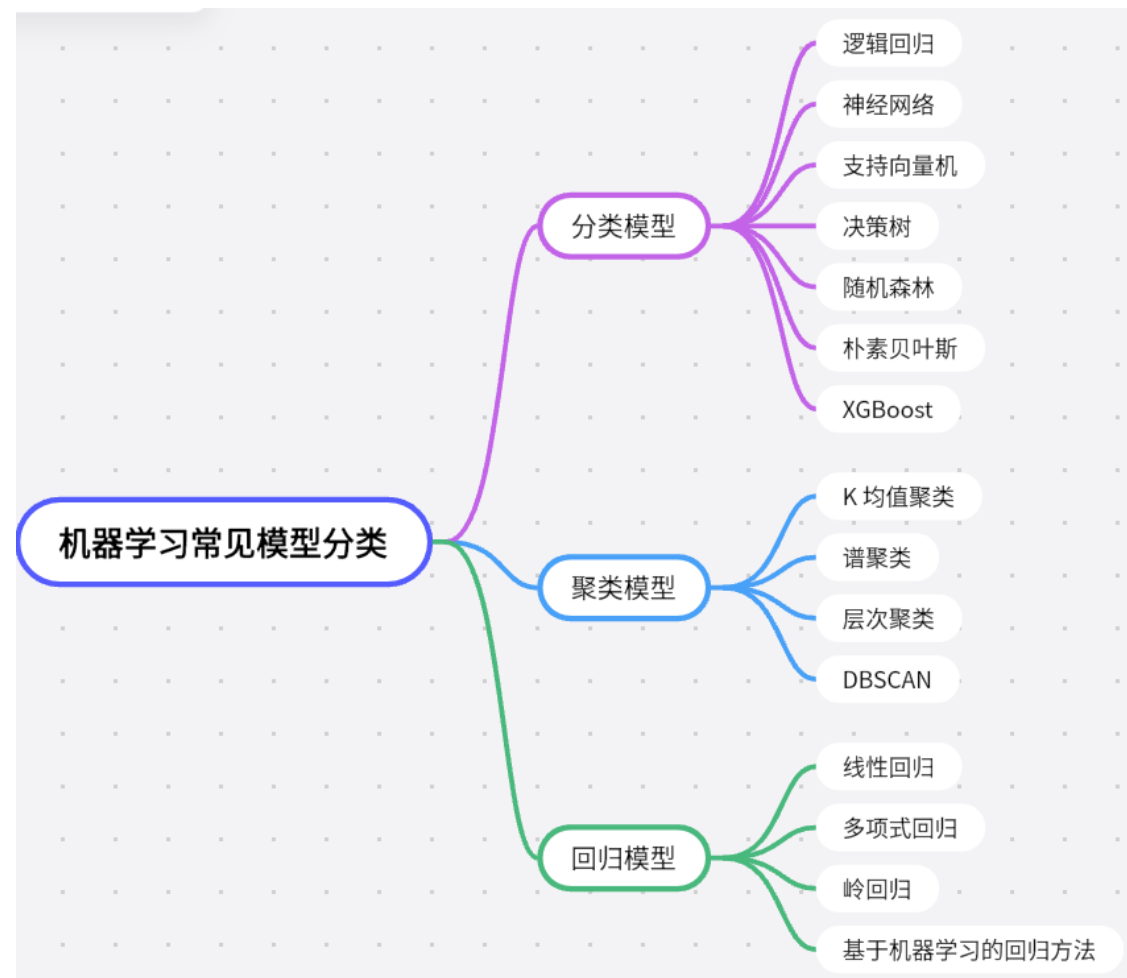 机器学习常见模型分类
分类模型
逻辑回归
神经网络
支持向量机
决策树
随机森林
朴素贝叶斯
XGBoost
聚类模型
K 均值聚类
谱聚类
层次聚类
DBSCAN
回归模型
线性回归
多项式回归
岭回归
基于机器学习的回归方法